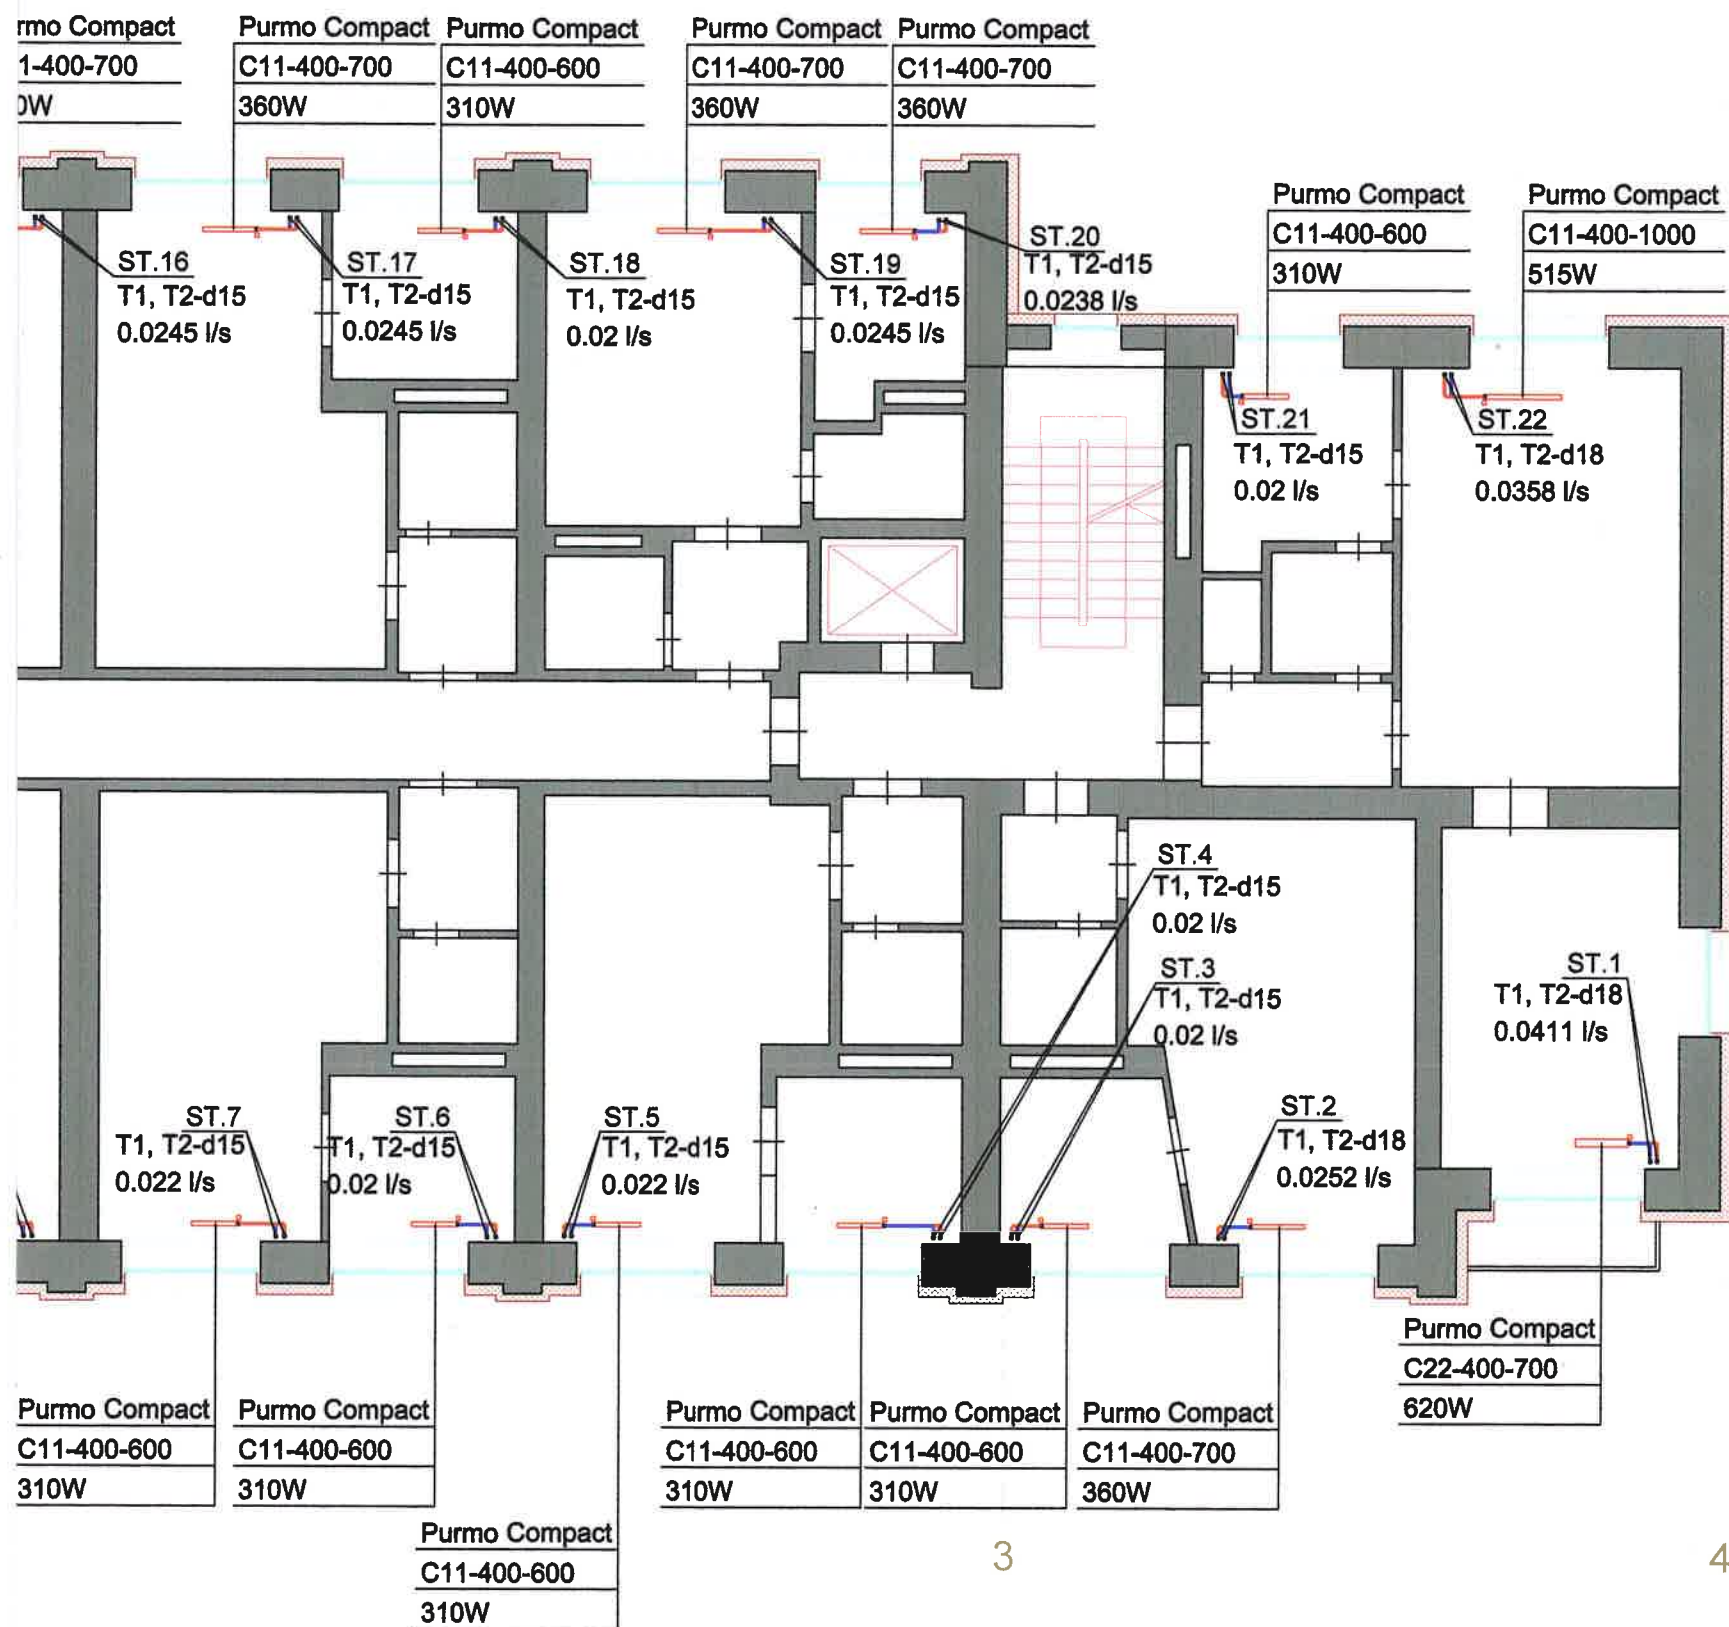 rmo Compact
1-400-700
0W
Purmo Compact
C11-400-700
360W
Purmo Compact
C11-400-600
310W
Purmo Compact
C11-400-700
360W
Purmo Compact
C11-400-700
360W
Purmo Compact
C11-400-600
310W
Purmo Compact
C11-400-1000
515W
ST.16
T1, T2-d15
0.0245 l/s
ST.17
T1, T2-d15
0.0245 l/s
ST.18
T1, T2-d15
0.02 l/s
ST.19
T1, T2-d15
0.0245 l/s
ST.20
T1, T2-d15
0.0238 l/s
ST.21
T1, T2-d15
0.02 l/s
ST.22
T1, T2-d18
0.0358 l/s
ST.4
T1, T2-d15
0.02 l/s
ST.3
T1, T2-d15
0.02 l/s
ST.1
T1, T2-d18
0.0411 l/s
ST.7
T1, T2-d15
0.022 l/s
ST.6
T1, T2-d15
0.02 l/s
ST.5
T1, T2-d15
0.022 l/s
ST.2
T1, T2-d18
0.0252 l/s
Purmo Compact
C22-400-700
620W
Purmo Compact
C11-400-600
310W
Purmo Compact
C11-400-600
310W
Purmo Compact
C11-400-600
310W
Purmo Compact
C11-400-600
310W
Purmo Compact
C11-400-700
360W
Purmo Compact
C11-400-600
310W
3
4